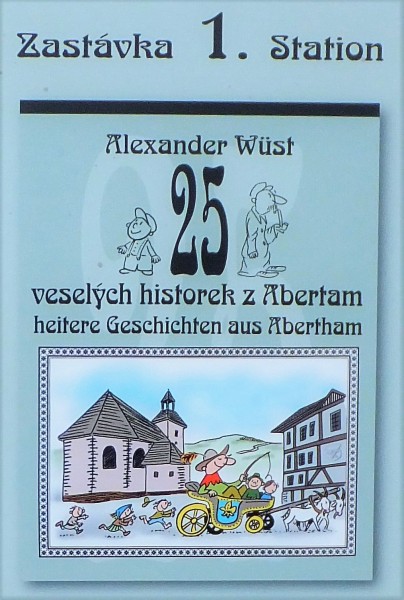 Zastávka 1. Station
Alexander Wüst
25
veselých historek z Abertam
heitere Geschichten aus Abertham